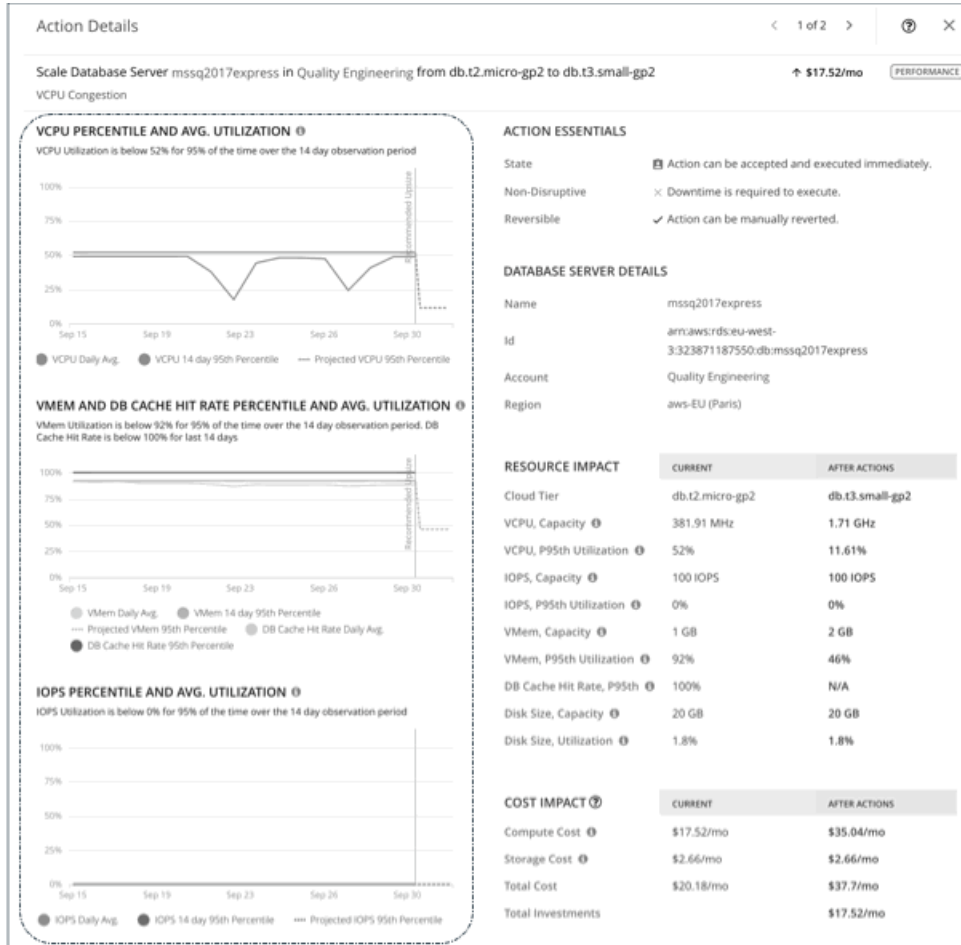 Action Details
1 of 2
Scale Database Server mssq2017express in Quality Engineering from db.t2.micro-gp2 to db.t3.small-gp2
↑ $17.52/mo
PERFORMANCE
VCPU Congestion
VCPU PERCENTILE AND AVG. UTILIZATION
VCPU Utilization is below 52% for 95% of the time over the 14 day observation period
100%
75%
50%
25%
0%
Recommended Upsize
Sep 15 Sep 19 Sep 23 Sep 26 Sep 30
VCPU Daily Avg. VCPU 14 day 95th Percentile Projected VCPU 95th Percentile
VMEM AND DB CACHE HIT RATE PERCENTILE AND AVG. UTILIZATION
VMem Utilization is below 92% for 95% of the time over the 14 day observation period. DB
Cache Hit Rate is below 100% for last 14 days
100%
75%
50%
25%
0%
Recommended Upsize
Sep 15 Sep 19 Sep 23 Sep 26 Sep 30
VMem Daily Avg. VMem 14 day 95th Percentile
Projected VMem 95th Percentile DB Cache Hit Rate Daily Avg.
DB Cache Hit Rate 95th Percentile
IOPS PERCENTILE AND AVG. UTILIZATION
IOPS Utilization is below 0% for 95% of the time over the 14 day observation period
100%
75%
50%
25%
0%
Sep 15 Sep 19 Sep 23 Sep 26 Sep 30
IOPS Daily Avg. IOPS 14 day 95th Percentile Projected IOPS 95th Percentile
ACTION ESSENTIALS
State Action can be accepted and executed immediately.
Non-Disruptive Downtime is required to execute.
Reversible Action can be manually reverted.
DATABASE SERVER DETAILS
Name mssq2017express
Id arn:aws:rds:eu-west-
3:323871187550:db:mssq2017express
Account Quality Engineering
Region aws-EU (Paris)
RESOURCE IMPACT CURRENT AFTER ACTIONS
Cloud Tier db.t2.micro-gp2 db.t3.small-gp2
VCPU, Capacity 381.91 MHz 1.71 GHz
VCPU, P95th Utilization 52% 11.61%
IOPS, Capacity 100 IOPS 100 IOPS
IOPS, P95th Utilization 0% 0%
VMem, Capacity 1 GB 2 GB
VMem, P95th Utilization 92% 46%
DB Cache Hit Rate, P95th 100% N/A
Disk Size, Capacity 20 GB 20 GB
Disk Size, Utilization 1.8% 1.8%
COST IMPACT CURRENT AFTER ACTIONS
Compute Cost $17.52/mo $35.04/mo
Storage Cost $2.66/mo $2.66/mo
Total Cost $20.18/mo $37.7/mo
Total Investments $17.52/mo